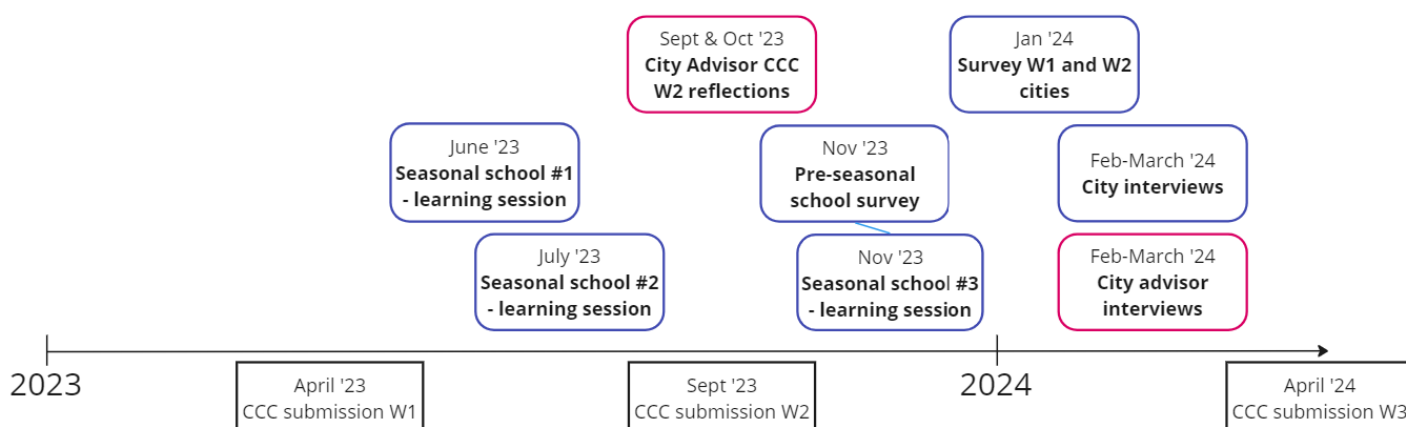 Sept & Oct '23
City Advisor CCC
W2 reflections
Jan '24
Survey W1 and W2
cities
June '23
Seasonal school #1
- learning session
Nov '23
Pre-seasonal
school survey
Feb-March '24
City interviews
July '23
Seasonal school #2
- learning session
Nov '23
Seasonal school #3
- learning session
Feb-March '24
City advisor
interviews
2023
April '23
CCC submission W1
Sept '23
CCC submission W2
2024
April '24
CCC submission W3